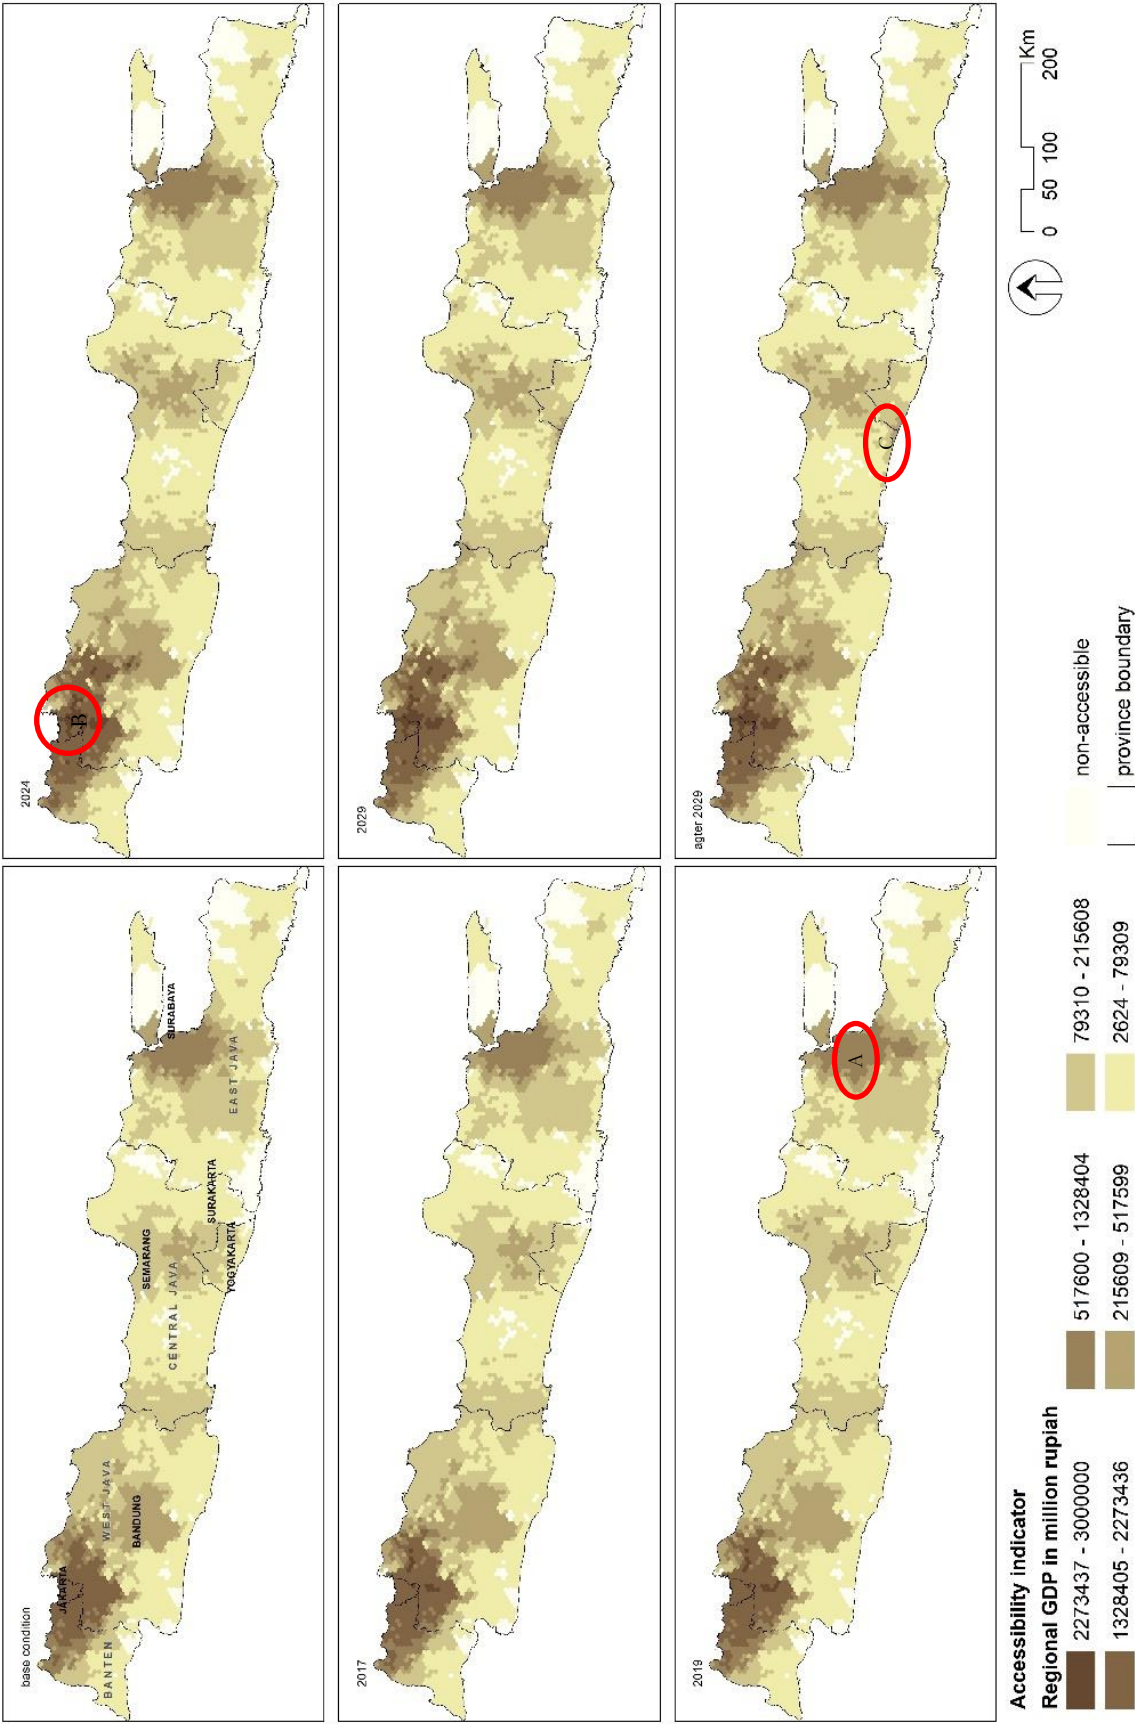 base condition
JAKARTA
BANTEN
WEST JAVA
BANDUNG
SEMARANG
CENTRAL JAVA
SURAKARTA
YOGYAKARTA
SURABAYA
EAST JAVA
2024
B
2017
2029
2019
A
agter 2029
C
Accessibility indicator
Regional GDP in million rupiah
2273437 - 3000000
1328405 - 2273436
517600 - 1328404
215609 - 517599
79310 - 215608
2624 - 79309
non-accessible
province boundary
0 50 100 200
Km